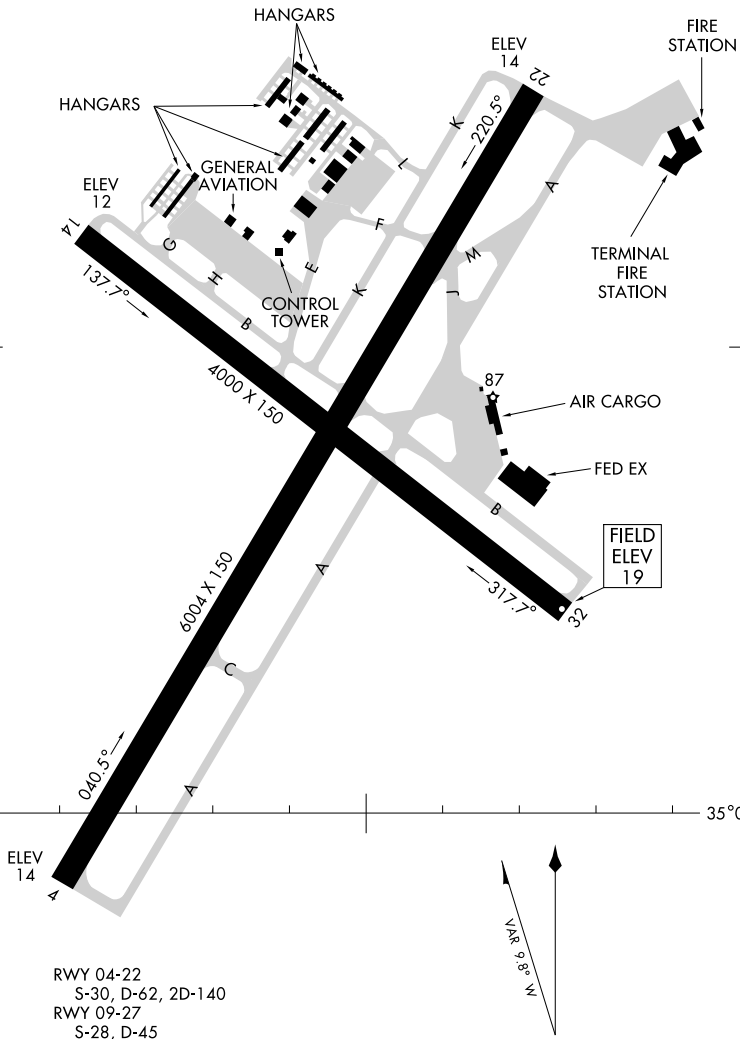 HANGARS
ELEV
14
22
FIRE
STATION
HANGARS
K
220.5°
L
A
GENERAL
AVIATION
ELEV
12
14
F
G
M
TERMINAL
FIRE
STATION
E
137.7°
H
K
J
CONTROL
TOWER
B
4000 X 150
87
AIR CARGO
FED EX
B
FIELD
ELEV
19
6004 X 150
A
317.7°
32
C
040.5°
A
35°0
ELEV
14
4
VAR 9.8° W
RWY 04-22
S-30, D-62, 2D-140
RWY 09-27
S-28, D-45